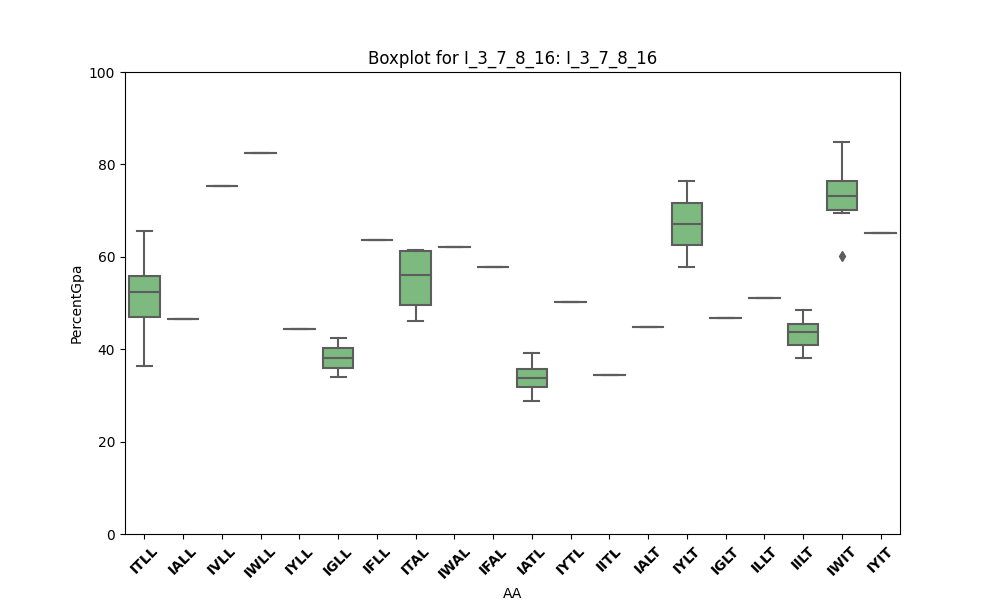 Boxplot for I_3_7_8_16: I_3_7_8_16
PercentGpa
100
80
60
40
20
0
ITLL IALL IVLL IWLL IYLL IGLL IFLL ITAL IWAL IFAL IATL IYTL IITL IALT IYLT IGLT ILLT IILT IWIT IYIT
AA